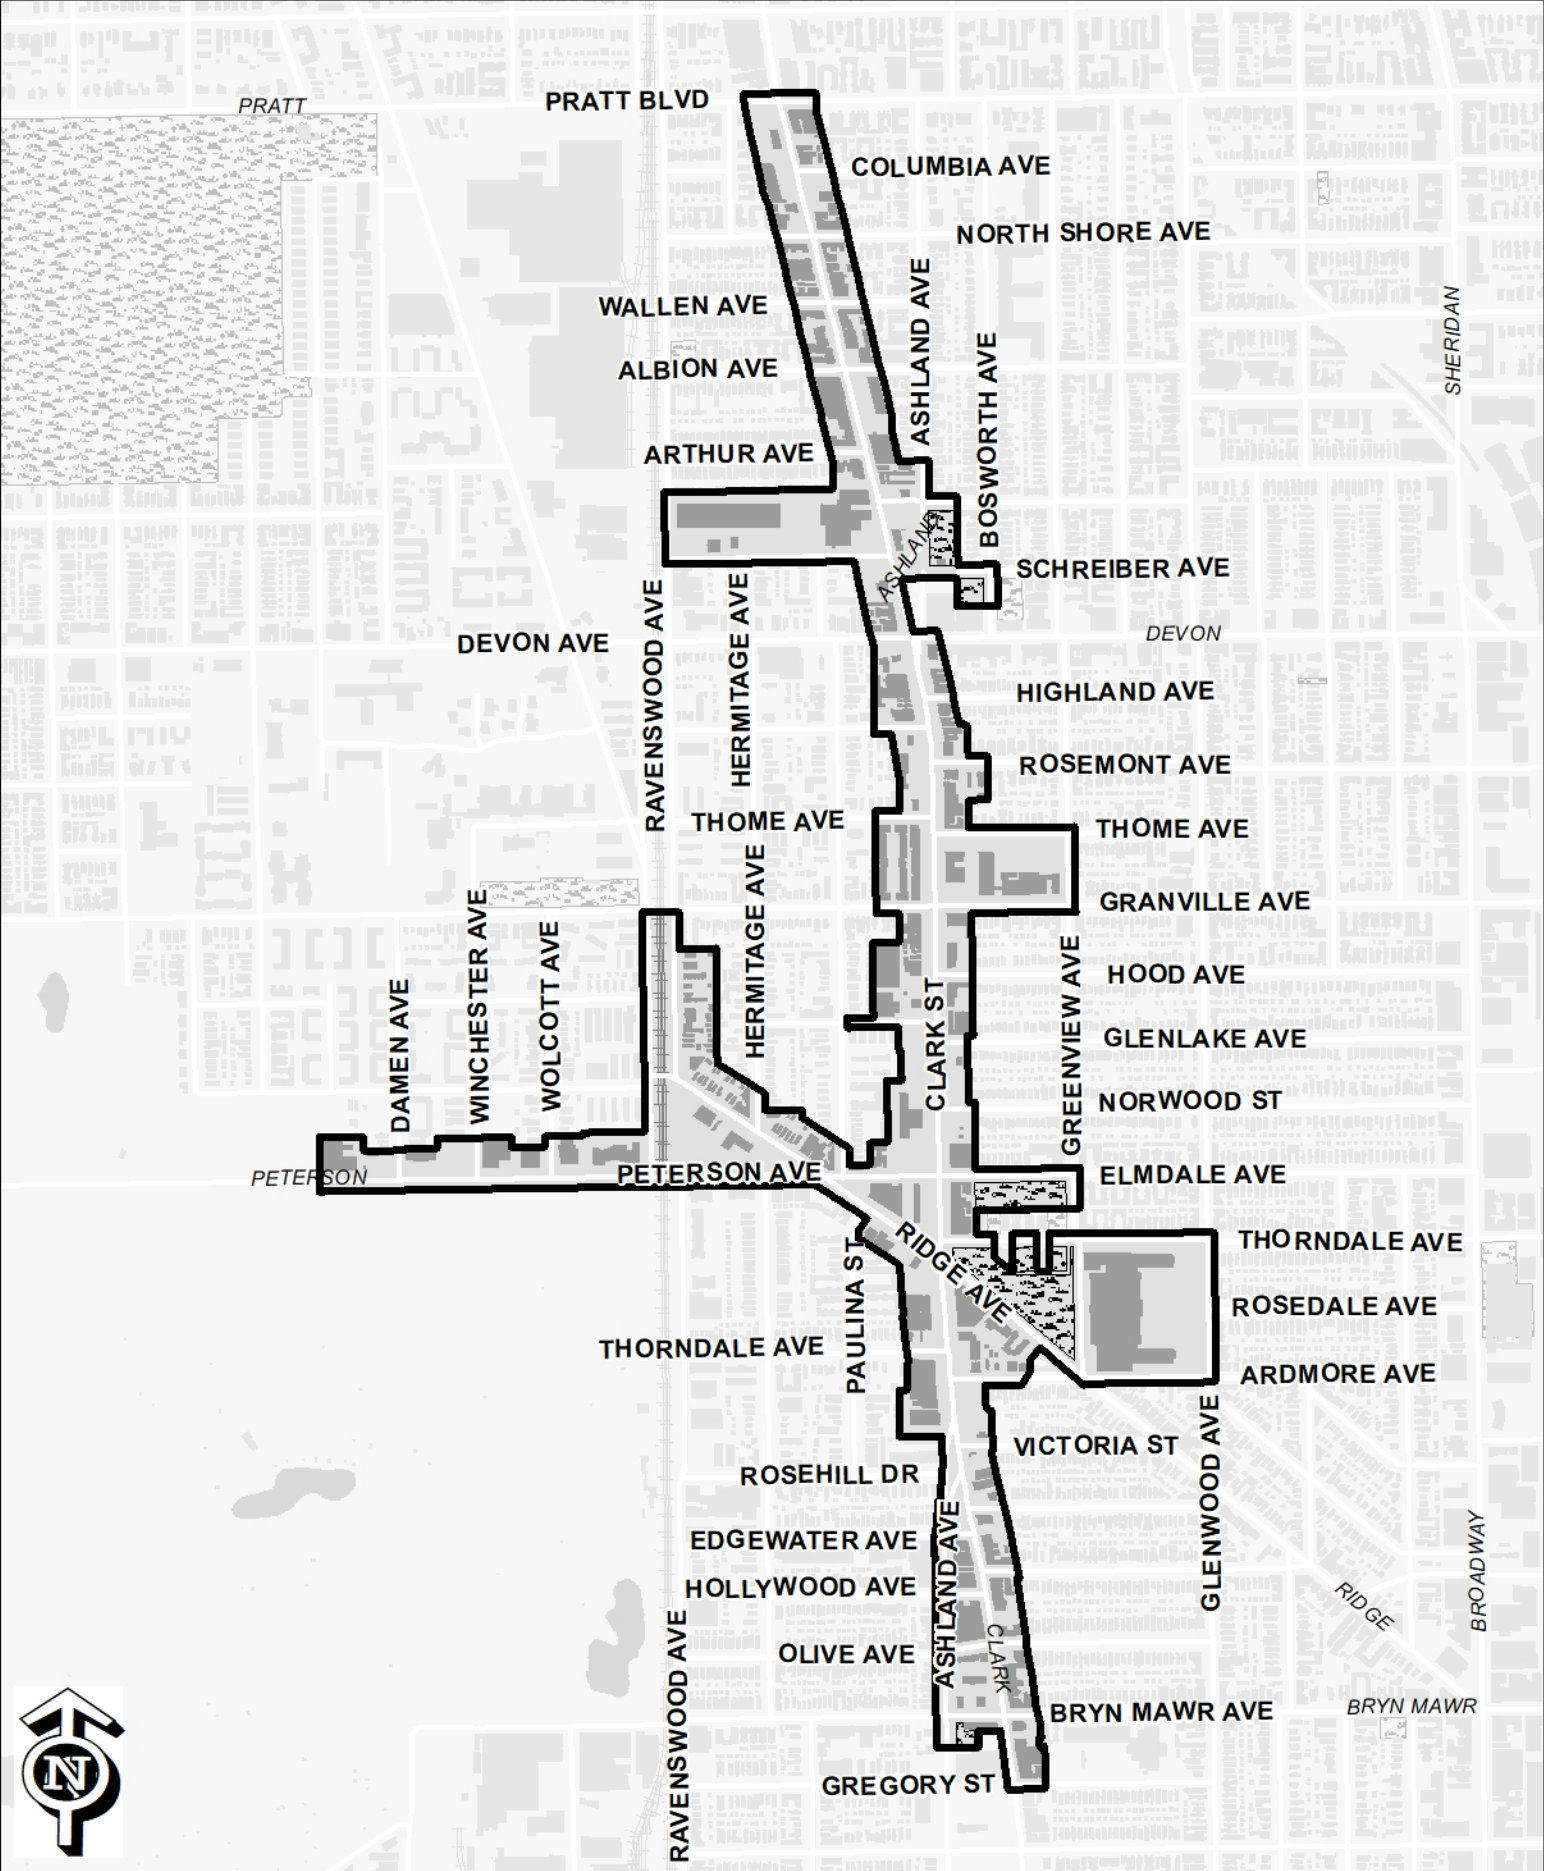 PRATT BLVD
PRATT
COLUMBIA AVE
NORTH SHORE AVE
WALLEN AVE
ASHLAND AVE
SHERIDAN
ALBION AVE
BOSWORTH AVE
ARTHUR AVE
ASHLAND
SCHREIBER AVE
DEVON AVE
RAVENSWOOD AVE
HERMITAGE AVE
DEVON
HIGHLAND AVE
ROSEMONT AVE
THOME AVE
THOME AVE
HERMITAGE AVE
GRANVILLE AVE
DAMEN AVE
WINCHESTER AVE
WOLCOTT AVE
CLARK ST
GREENVIEW AVE
HOOD AVE
GLENLAKE AVE
NORWOOD ST
PETERSON
PETERSON AVE
ELMDALE AVE
RIDGE AVE
THORNDALE AVE
PAULINA ST
ROSEDALE AVE
THORNDALE AVE
ARDMORE AVE
GLENWOOD AVE
VICTORIA ST
ROSEHILL DR
ASHLAND AVE
EDGEWATER AVE
HOLLYWOOD AVE
RIDGE
BROADWAY
CLARK
OLIVE AVE
RAVENSWOOD AVE
BRYN MAWR AVE
BRYN MAWR
GREGORY ST
N